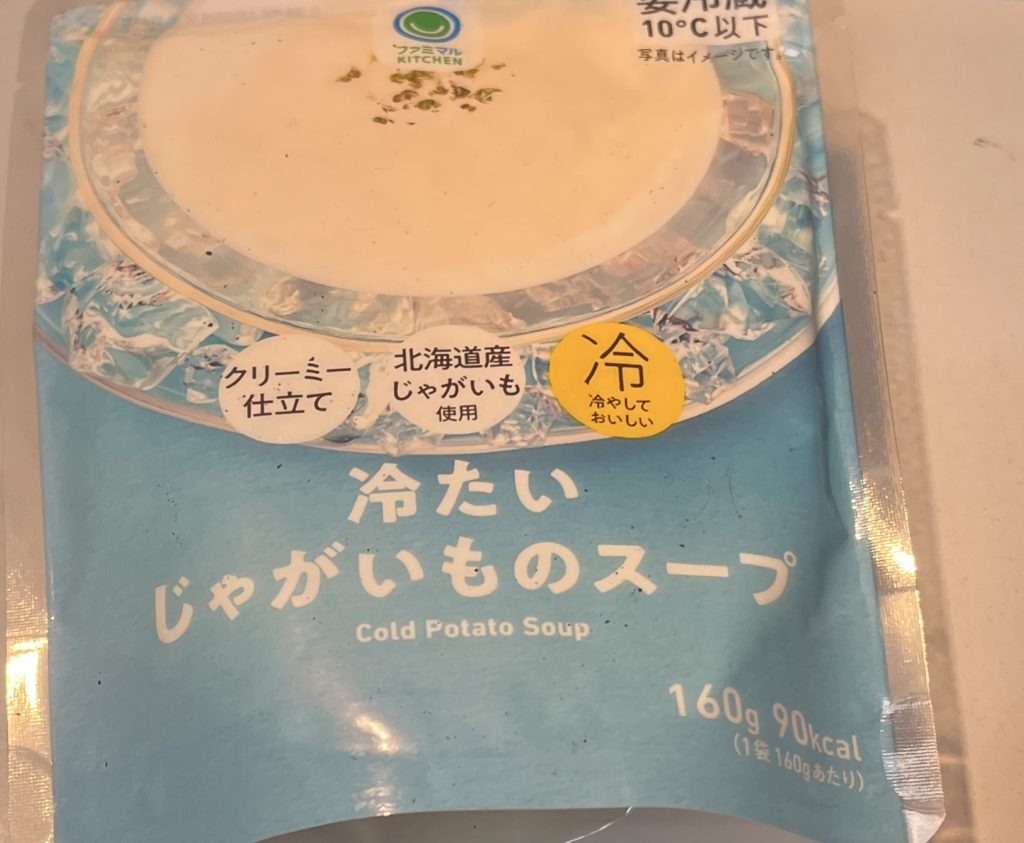 ファミマル
KITCHEN
要冷蔵
10°C以下
写真はイメージです。
クリーミー
仕立て
北海道産
じゃがいも
使用
冷
冷やして
おいしい
冷たい
じゃがいものスープ
Cold Potato Soup
160g 90kcal
(1袋 160gあたり)